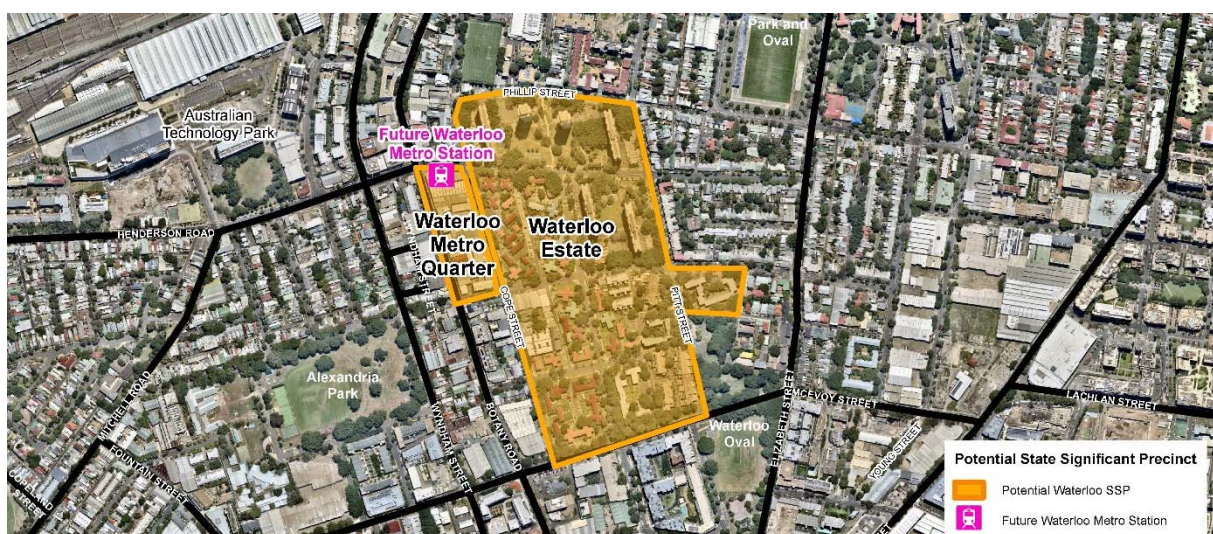 Park and
Oval
PHILLIP STREET
Australian
Technology Park
Future Waterloo
Metro Station
Waterloo
Metro
Quarter
Waterloo
Estate
HENDERSON ROAD
COPE STREET
PITT STREET
Alexandria
Park
MITCHELL ROAD
FOUNTAIN STREET
COPELAND
STREET
WYNDHAM STREET
BOTANY ROAD
Waterloo
Oval
ELIZABETH STREET
MCEVOY STREET
YOUNG STREET
LACHLAN STREET
Potential State Significant Precinct
Potential Waterloo SSP
Future Waterloo Metro Station